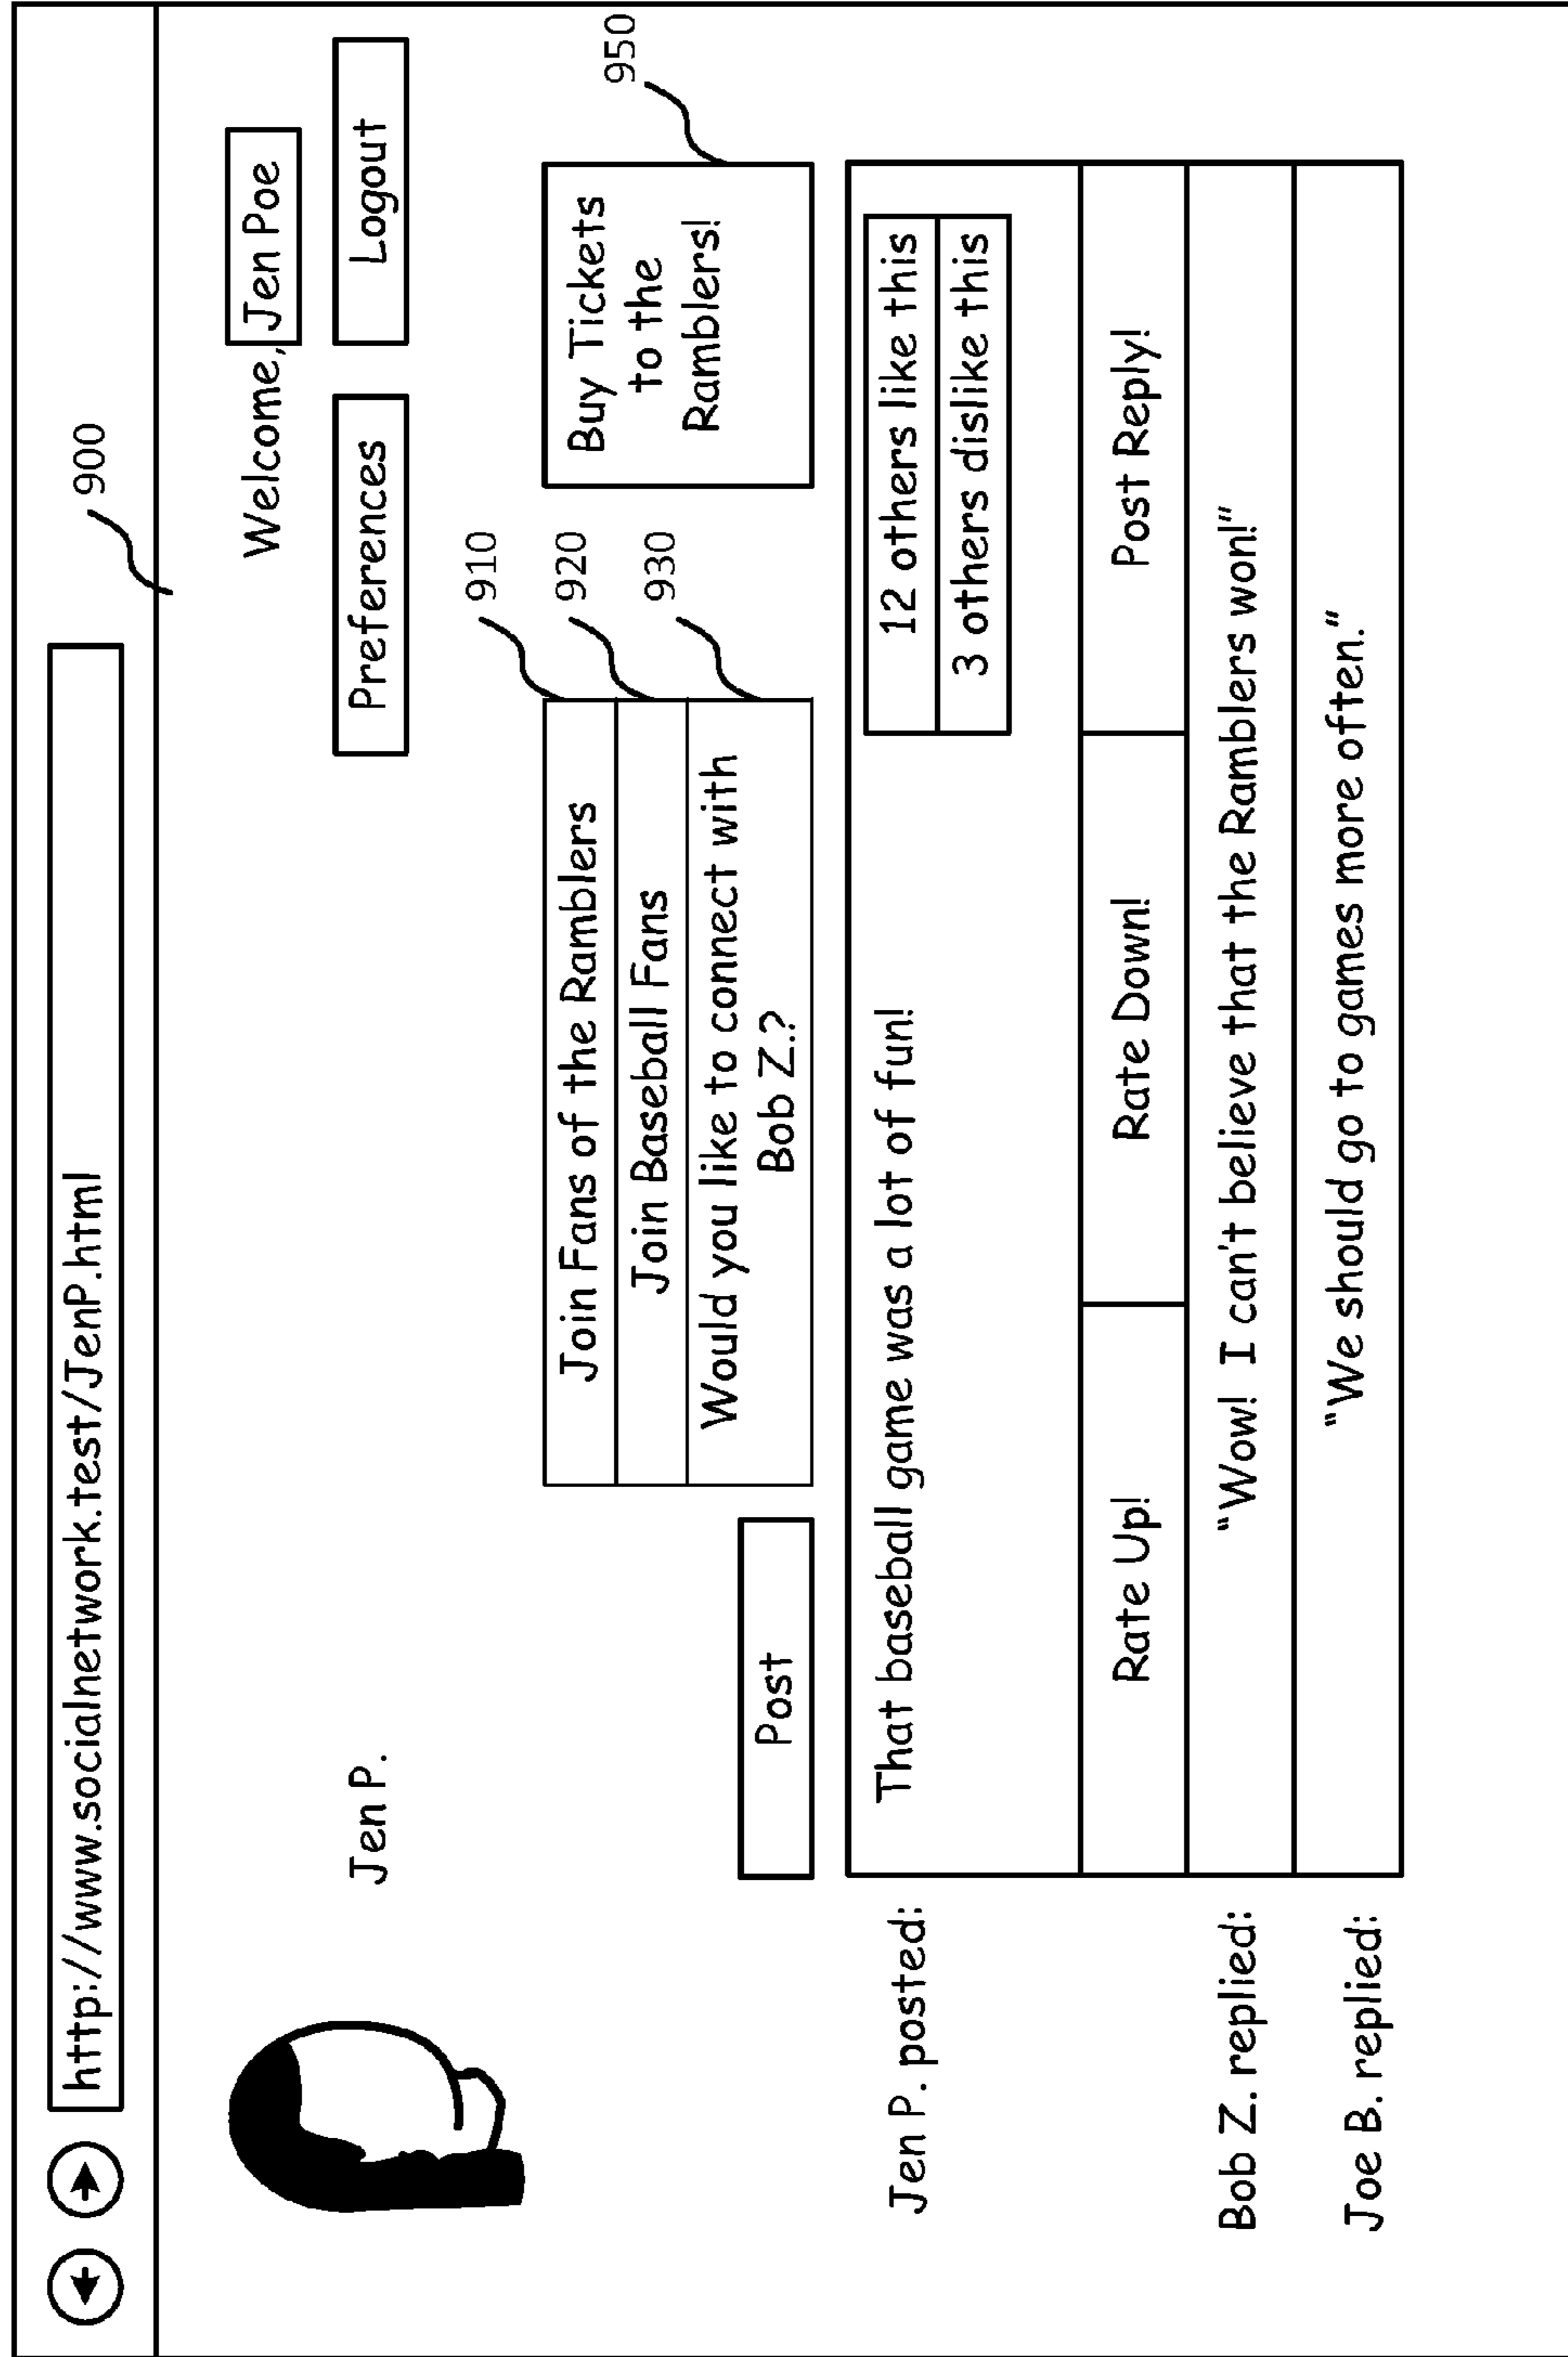 http://www.socialnetwork.test/JenP.html
900
Welcome, Jen Poe
Jen P.
Preferences
Logout
910
920
930
950
Join Fans of the Ramblers
Join Baseball Fans
Would you like to connect with
Bob Z.?
Buy Tickets
to the
Ramblers!
Post
Jen P. posted:
That baseball game was a lot of fun!
12 others like this
3 others dislike this
Rate Up!
Rate Down!
Post Reply!
Bob Z. replied:
"Wow!  I can't believe that the Ramblers won!"
Joe B. replied:
"We should go to games more often."